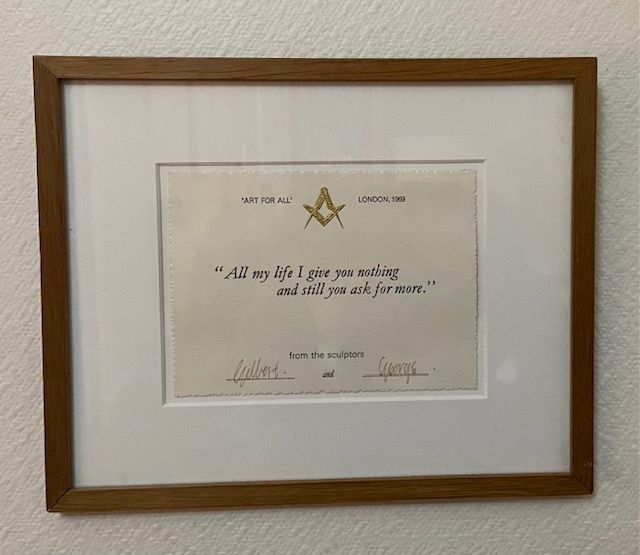 'ART FOR ALL' LONDON, 1969
“All my life I give you nothing
and still you ask for more.”
from the sculptors
Gilbert. and George.